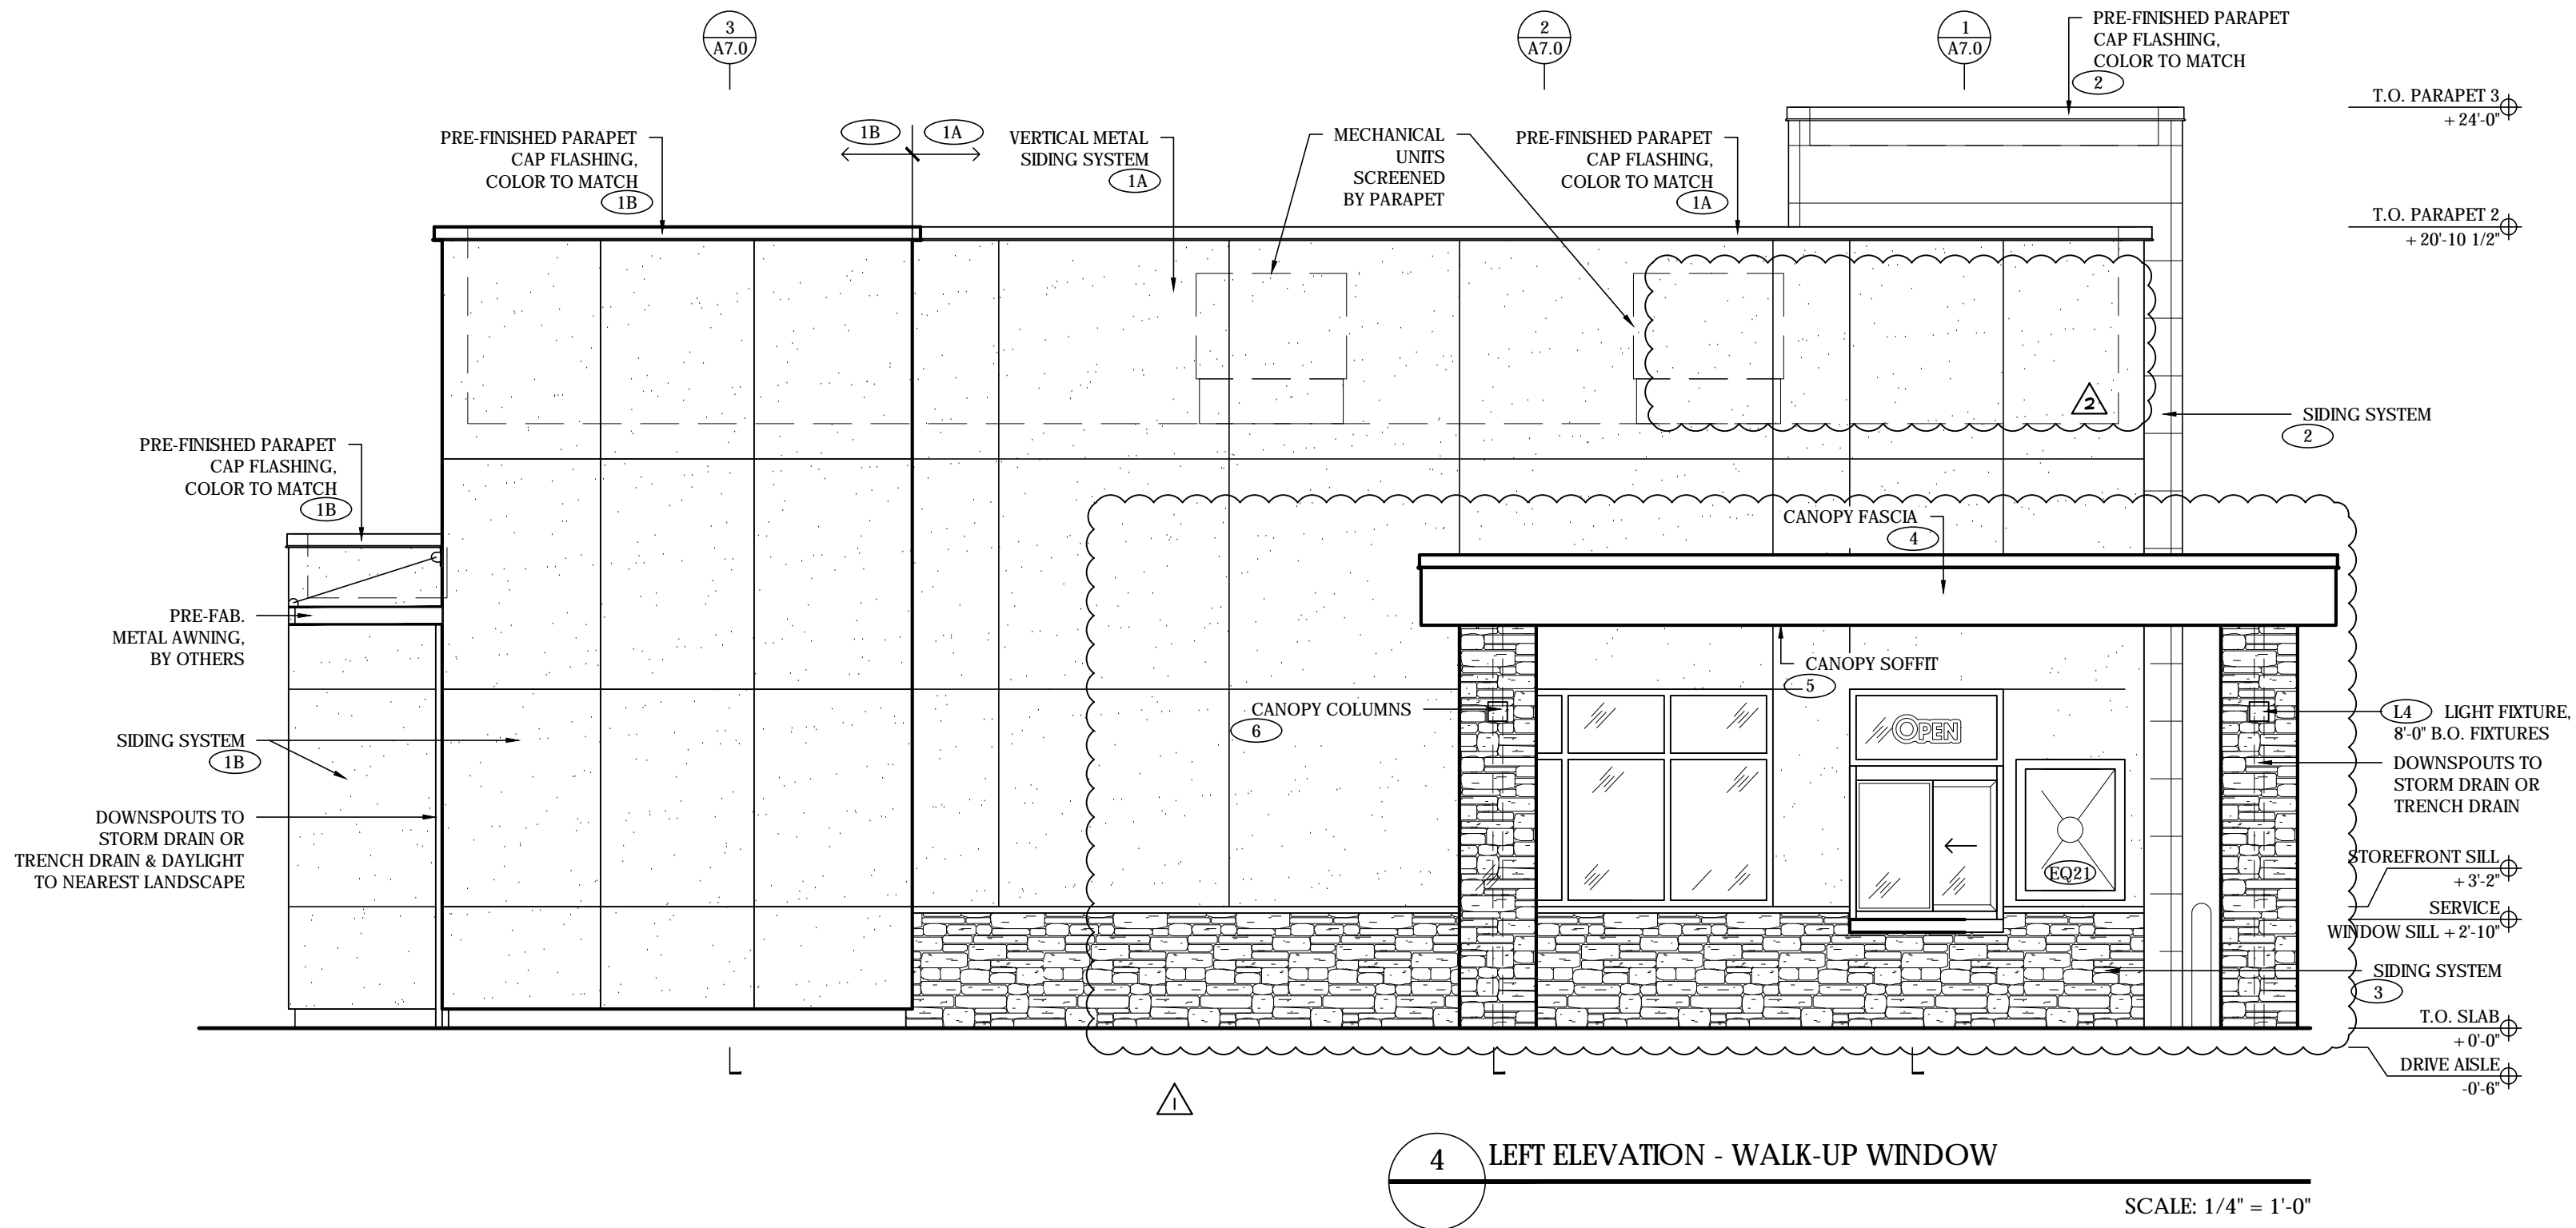 3
A7.0
2
A7.0
1
A7.0
PRE-FINISHED PARAPET
CAP FLASHING,
COLOR TO MATCH
2
T.O. PARAPET 3
+24'-0"
PRE-FINISHED PARAPET
CAP FLASHING,
COLOR TO MATCH
1B
1B
1A
VERTICAL METAL
SIDING SYSTEM
1A
MECHANICAL
UNITS
SCREENED
BY PARAPET
PRE-FINISHED PARAPET
CAP FLASHING,
COLOR TO MATCH
1A
T.O. PARAPET 2
+20'-10 1/2"
2
SIDING SYSTEM
2
PRE-FINISHED PARAPET
CAP FLASHING,
COLOR TO MATCH
1B
CANOPY FASCIA
4
PRE-FAB.
METAL AWNING,
BY OTHERS
CANOPY SOFFIT
5
CANOPY COLUMNS
6
OPEN
L4 LIGHT FIXTURE,
8'-0" B.O. FIXTURES
SIDING SYSTEM
1B
DOWNSPOUTS TO
STORM DRAIN OR
TRENCH DRAIN
DOWNSPOUTS TO
STORM DRAIN OR
TRENCH DRAIN & DAYLIGHT
TO NEAREST LANDSCAPE
EQ21
STOREFRONT SILL
+3'-2"
SERVICE
WINDOW SILL +2'-10"
SIDING SYSTEM
3
T.O. SLAB
+0'-0"
DRIVE AISLE
-0'-6"
1
4
LEFT ELEVATION - WALK-UP WINDOW
SCALE: 1/4" = 1'-0"